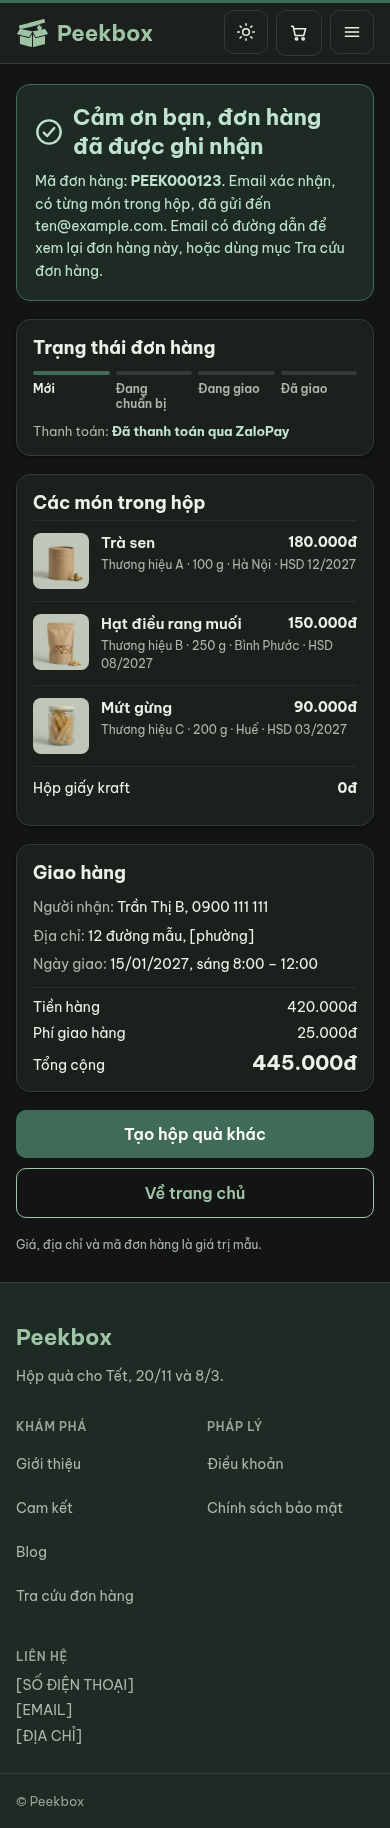 Peekbox
Cảm ơn bạn, đơn hàng
đã được ghi nhận
Mã đơn hàng: PEEK000123. Email xác nhận,
có từng món trong hộp, đã gửi đến
ten@example.com. Email có đường dẫn để
xem lại đơn hàng này, hoặc dùng mục Tra cứu
đơn hàng.
Trạng thái đơn hàng
Mới
Đang
chuẩn bị
Đang giao
Đã giao
Thanh toán: Đã thanh toán qua ZaloPay
Các món trong hộp
Trà sen 180.000đ
Thương hiệu A · 100 g · Hà Nội · HSD 12/2027
Hạt điều rang muối 150.000đ
Thương hiệu B · 250 g · Bình Phước · HSD
08/2027
Mứt gừng 90.000đ
Thương hiệu C · 200 g · Huế · HSD 03/2027
Hộp giấy kraft 0đ
Giao hàng
Người nhận: Trần Thị B, 0900 111 111
Địa chỉ: 12 đường mẫu, [phường]
Ngày giao: 15/01/2027, sáng 8:00 – 12:00
Tiền hàng 420.000đ
Phí giao hàng 25.000đ
Tổng cộng 445.000đ
Tạo hộp quà khác
Về trang chủ
Giá, địa chỉ và mã đơn hàng là giá trị mẫu.
Peekbox
Hộp quà cho Tết, 20/11 và 8/3.
KHÁM PHÁ
Giới thiệu
Cam kết
Blog
Tra cứu đơn hàng
PHÁP LÝ
Điều khoản
Chính sách bảo mật
LIÊN HỆ
[SỐ ĐIỆN THOẠI]
[EMAIL]
[ĐỊA CHỈ]
© Peekbox